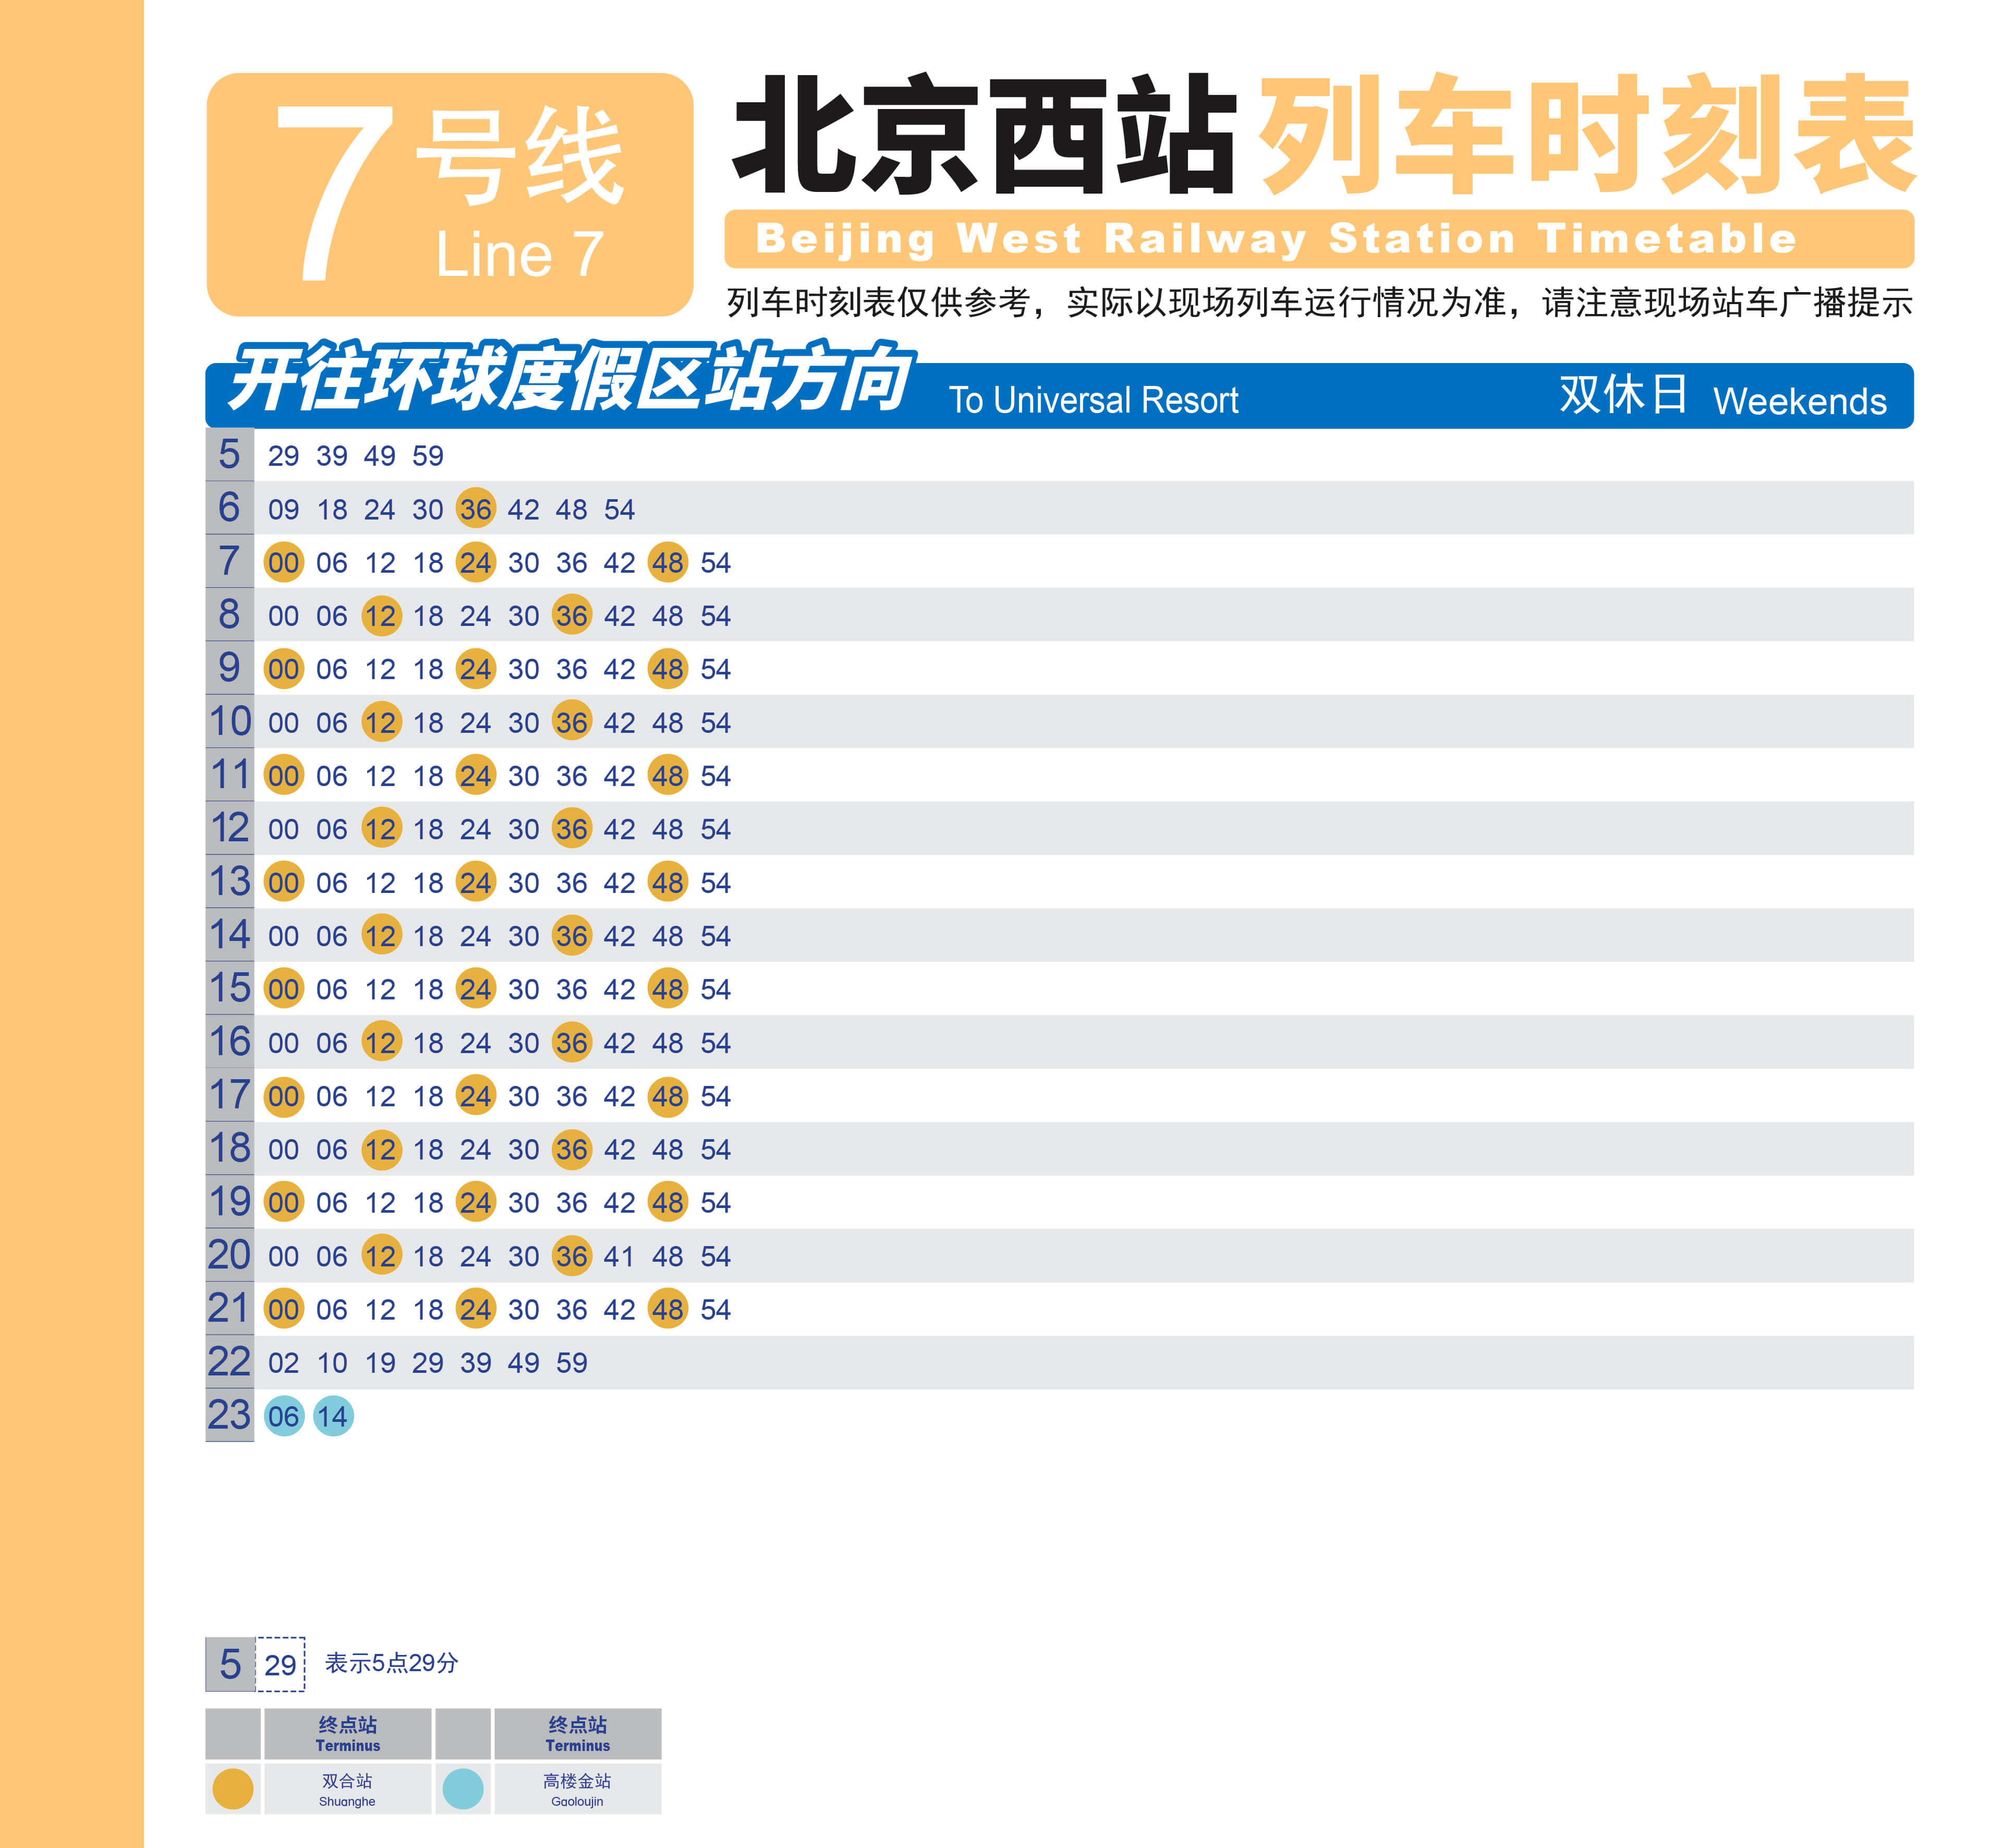 7号线
Line 7
北京西站列车时刻表
Beijing West Railway Station Timetable
列车时刻表仅供参考，实际以现场列车运行情况为准，请注意现场站车广播提示
开往环球度假区站方向 To Universal Resort 双休日 Weekends
5 29 39 49 59
6 09 18 24 30 36 42 48 54
7 00 06 12 18 24 30 36 42 48 54
8 00 06 12 18 24 30 36 42 48 54
9 00 06 12 18 24 30 36 42 48 54
10 00 06 12 18 24 30 36 42 48 54
11 00 06 12 18 24 30 36 42 48 54
12 00 06 12 18 24 30 36 42 48 54
13 00 06 12 18 24 30 36 42 48 54
14 00 06 12 18 24 30 36 42 48 54
15 00 06 12 18 24 30 36 42 48 54
16 00 06 12 18 24 30 36 42 48 54
17 00 06 12 18 24 30 36 42 48 54
18 00 06 12 18 24 30 36 42 48 54
19 00 06 12 18 24 30 36 42 48 54
20 00 06 12 18 24 30 36 41 48 54
21 00 06 12 18 24 30 36 42 48 54
22 02 10 19 29 39 49 59
23 06 14
5 29 表示5点29分
终点站 终点站
Terminus Terminus
双合站 高楼金站
Shuanghe Gaoloujin